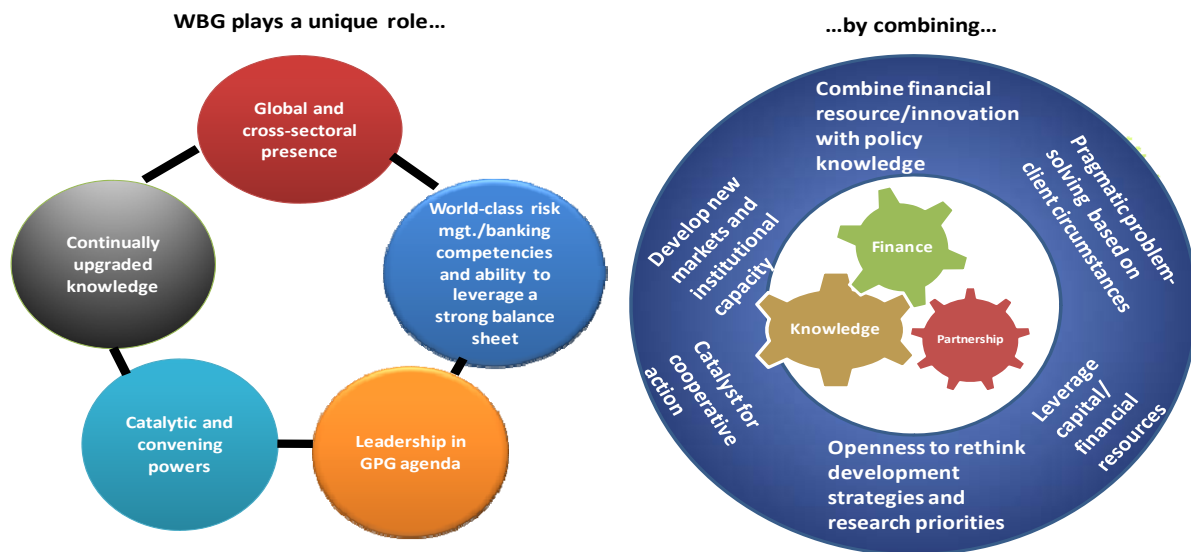 WBG plays a unique role…
Global and
cross-sectoral
presence
World-class risk
mgt./banking
competencies
and ability to
leverage a
strong balance
sheet
Leadership in
GPG agenda
Catalytic and
convening
powers
Continually
upgraded
knowledge
…by combining…
Combine financial
resource/innovation
with policy
knowledge
Pragmatic problem-
solving based on
client circumstances
Leverage
capital/
financial
resources
Openness to rethink
development
strategies and
research priorities
Catalyst for
cooperative
action
Develop new
markets and
institutional
capacity
Finance
Knowledge
Partnership